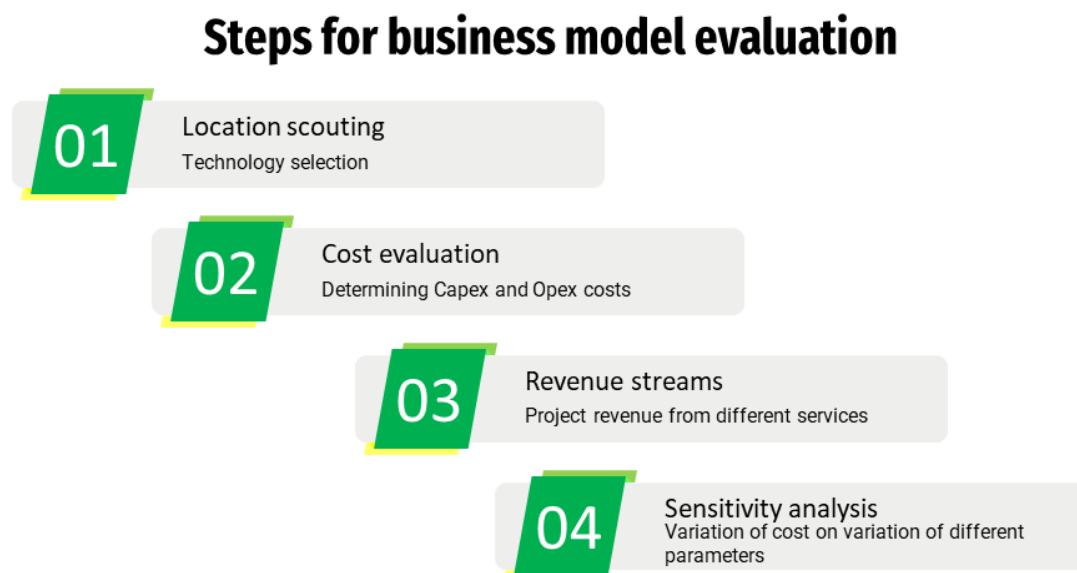 Steps for business model evaluation
01
Location scouting
Technology selection
02
Cost evaluation
Determining Capex and Opex costs
03
Revenue streams
Project revenue from different services
04
Sensitivity analysis
Variation of cost on variation of different
parameters